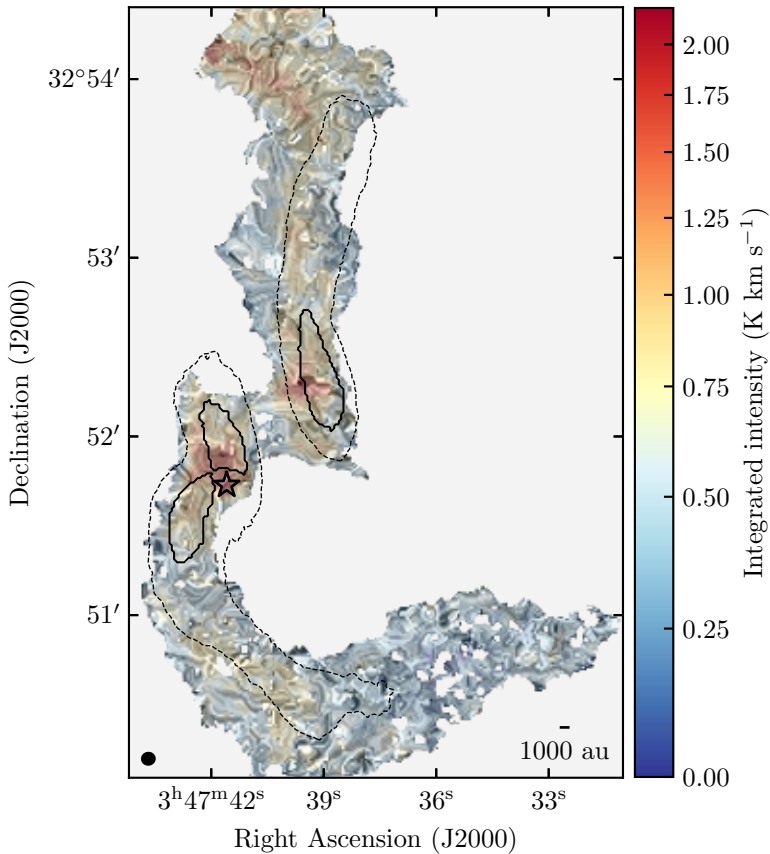 32°54′
53′
52′
51′
Declination (J2000)
3ʰ47ᵐ42ˢ
39ˢ
36ˢ
33ˢ
Right Ascension (J2000)
1000 au
2.00
1.75
1.50
1.25
1.00
0.75
0.50
0.25
0.00
Integrated intensity (K km s⁻¹)